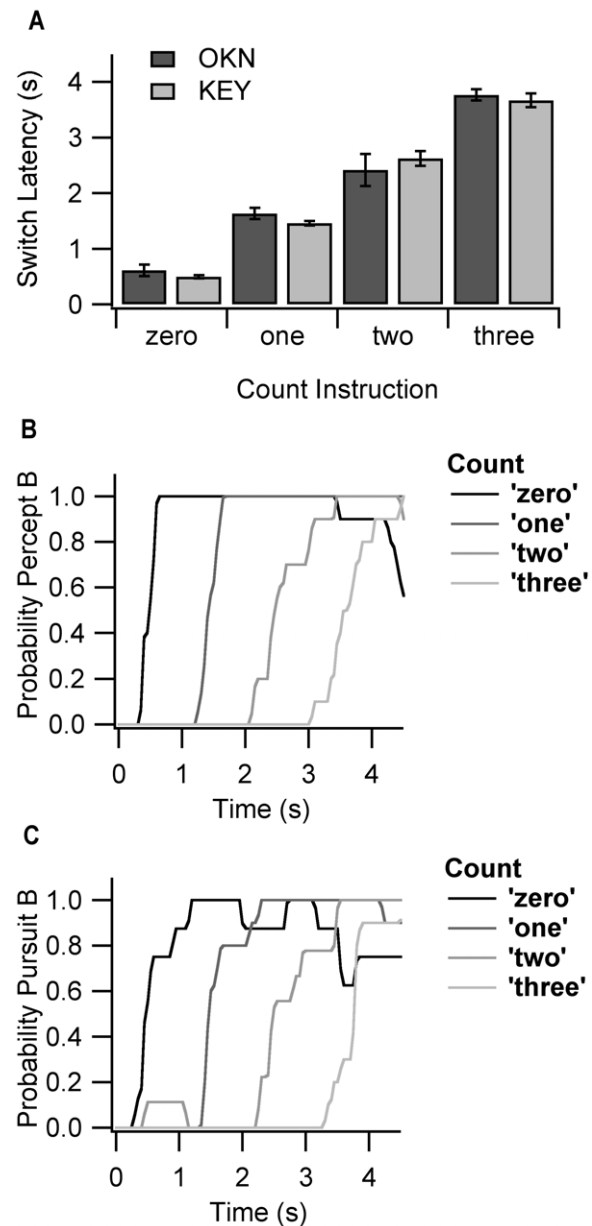 A
OKN
KEY
Switch Latency (s)
4
3
2
1
0
zero one two three
Count Instruction
B
Probability Percept B
1.0
0.8
0.6
0.4
0.2
0.0
0 1 2 3 4
Time (s)
Count
'zero'
'one'
'two'
'three'
C
Probability Pursuit B
1.0
0.8
0.6
0.4
0.2
0.0
0 1 2 3 4
Time (s)
Count
'zero'
'one'
'two'
'three'